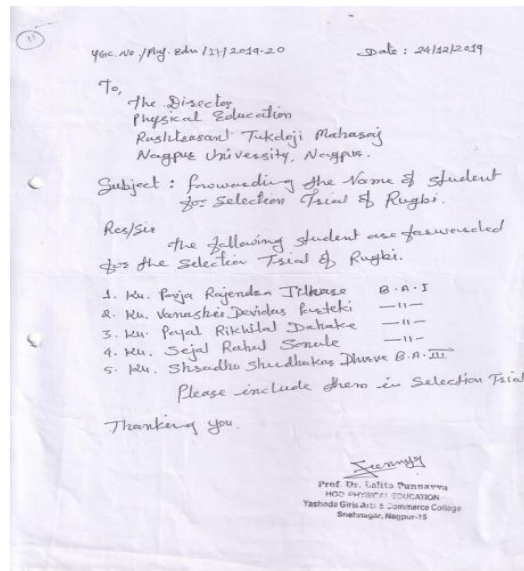 11
YGC.No./Phy. Edu /27/2019-20 Date : 24/12/2019
To,
The Director
Physical Education
Rashtrasant Tukdoji Maharaj
Nagpur University, Nagpur.
Subject : forwarding the Name of student
for Selection Trial of Rugbi.
Res/Sir
The following student are forwarded
for the Selection Trial of Rugbi.
1. Ku. Pooja Rajendra B.A-I
2. Ku. Vanashri Devidas —11—
3. Ku. Payal Rikhilal Dahake —11—
4. Ku. Sejal Rahul Sonule —11—
5. Ku. Shradha Shudhakar Dhurve B.A-III
Please include them in Selection Trial
Thanking you.
Prof. Dr. Lalita Punnavva
HOD PHYSICAL EDUCATION
Yashoda Girls Arts & Commerce College
Snehnagar, Nagpur-15